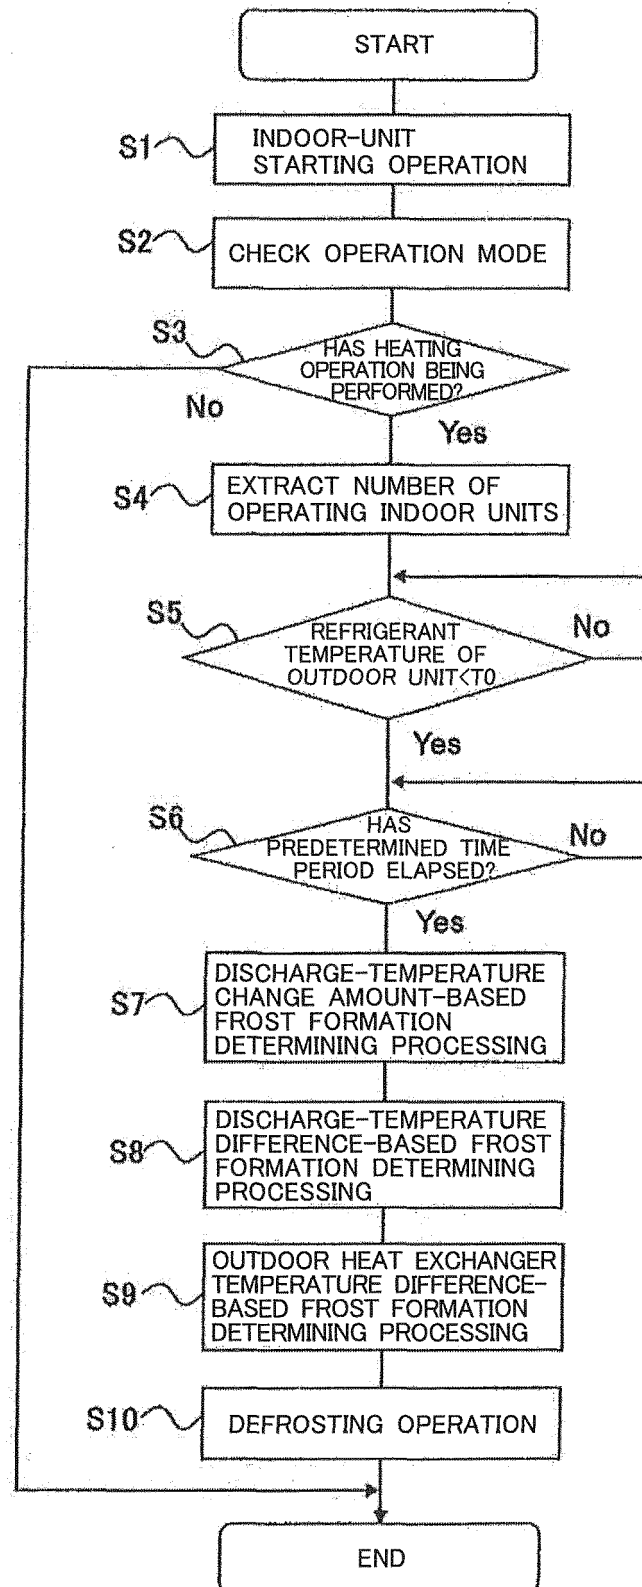 START
S1
INDOOR-UNIT
STARTING OPERATION
S2
CHECK OPERATION MODE
S3
HAS HEATING
OPERATION BEING
PERFORMED?
No
Yes
S4
EXTRACT NUMBER OF
OPERATING INDOOR UNITS
S5
REFRIGERANT
TEMPERATURE OF
OUTDOOR UNIT<T0
No
Yes
S6
HAS
PREDETERMINED TIME
PERIOD ELAPSED?
No
Yes
S7
DISCHARGE-TEMPERATURE
CHANGE AMOUNT-BASED
FROST FORMATION
DETERMINING PROCESSING
S8
DISCHARGE-TEMPERATURE
DIFFERENCE-BASED FROST
FORMATION DETERMINING
PROCESSING
S9
OUTDOOR HEAT EXCHANGER
TEMPERATURE DIFFERENCE-
BASED FROST FORMATION
DETERMINING PROCESSING
S10
DEFROSTING OPERATION
END